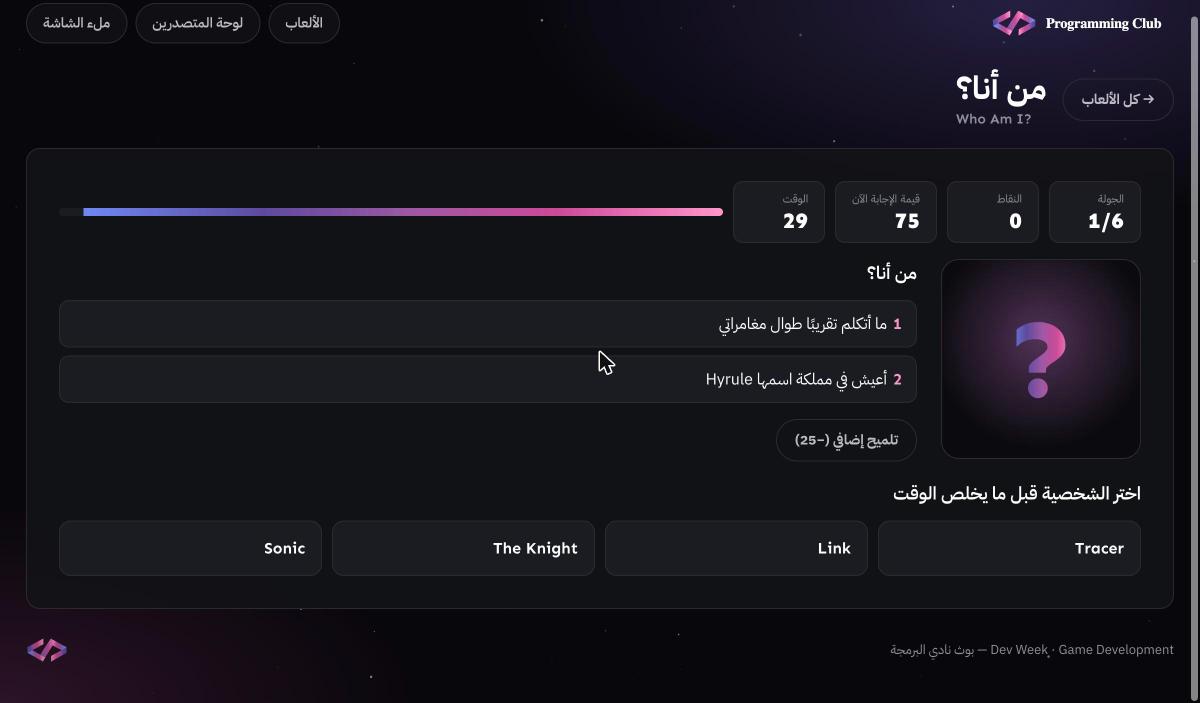 Programming Club
الألعاب
لوحة المتصدرين
ملء الشاشة
→ كل الألعاب
من أنا؟
Who Am I?
الجولة
1/6
النقاط
0
قيمة الإجابة الآن
75
الوقت
29
?
من أنا؟
1 ما أتكلم تقريبًا طوال مغامراتي
2 أعيش في مملكة اسمها Hyrule
تلميح إضافي (−25)
اختر الشخصية قبل ما يخلص الوقت
Tracer
Link
The Knight
Sonic
بوث نادي البرمجة — Dev Week · Game Development